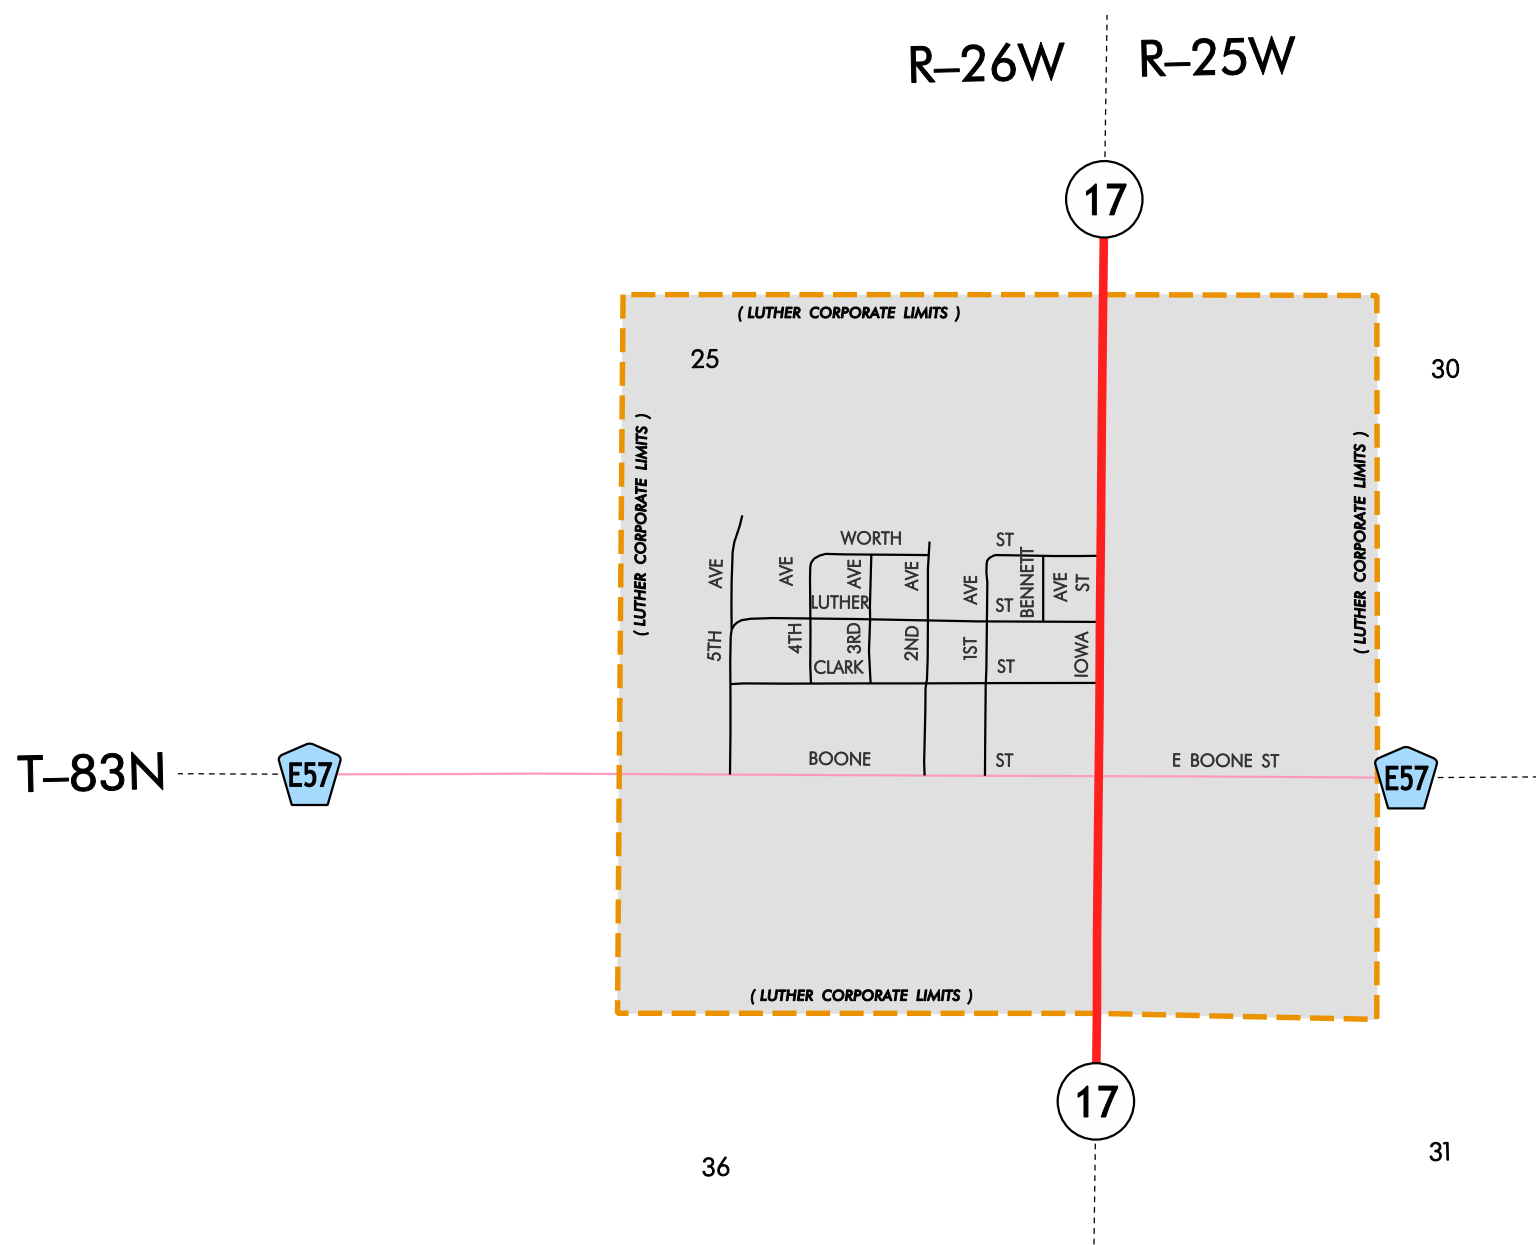 R–26W
R–25W
17
( LUTHER CORPORATE LIMITS )
25
30
( LUTHER CORPORATE LIMITS )
( LUTHER CORPORATE LIMITS )
WORTH ST
5TH AVE
4TH AVE
3RD AVE
2ND AVE
1ST AVE
BENNETT AVE
IOWA ST
LUTHER ST
CLARK ST
BOONE ST
E BOONE ST
T–83N
E57
E57
( LUTHER CORPORATE LIMITS )
17
36
31